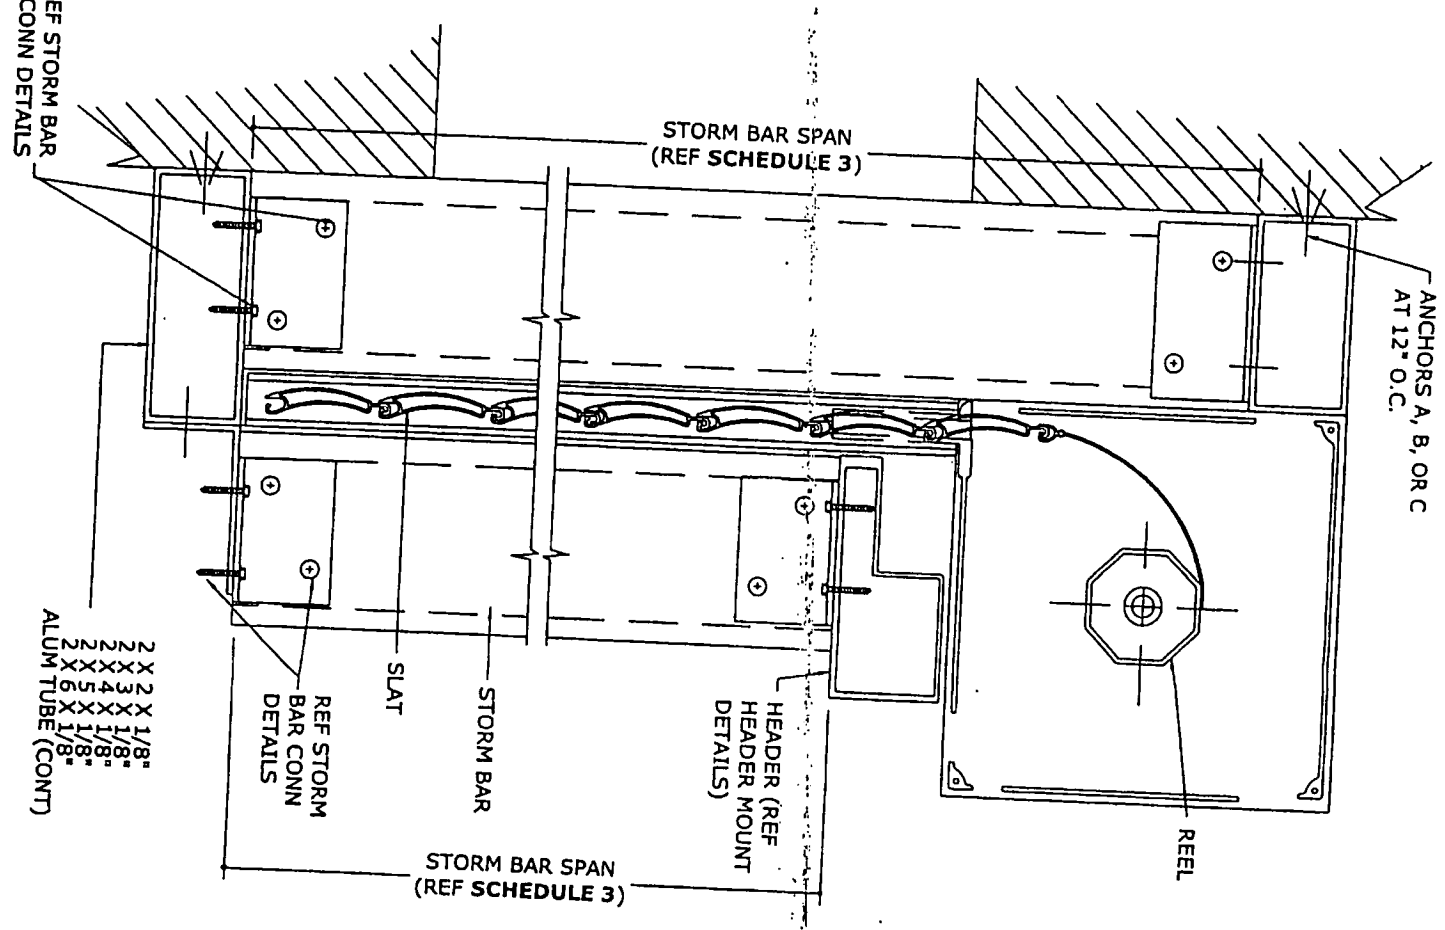 EF STORM BAR
CONN DETAILS
STORM BAR SPAN
(REF SCHEDULE 3)
ANCHORS A, B, OR C
AT 12" O.C.
2 X 2 X 1/8"
2 X 3 X 1/8"
2 X 4 X 1/8"
2 X 5 X 1/8"
2 X 6 X 1/8"
ALUM TUBE (CONT)
REF STORM
BAR CONN
DETAILS
SLAT
STORM BAR
HEADER (REF
HEADER MOUNT
DETAILS)
REEL
STORM BAR SPAN
(REF SCHEDULE 3)